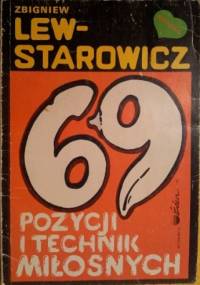 ZBIGNIEW
LEW-
STAROWICZ
69
POZYCJI
I TECHNIK
MIŁOSNYCH